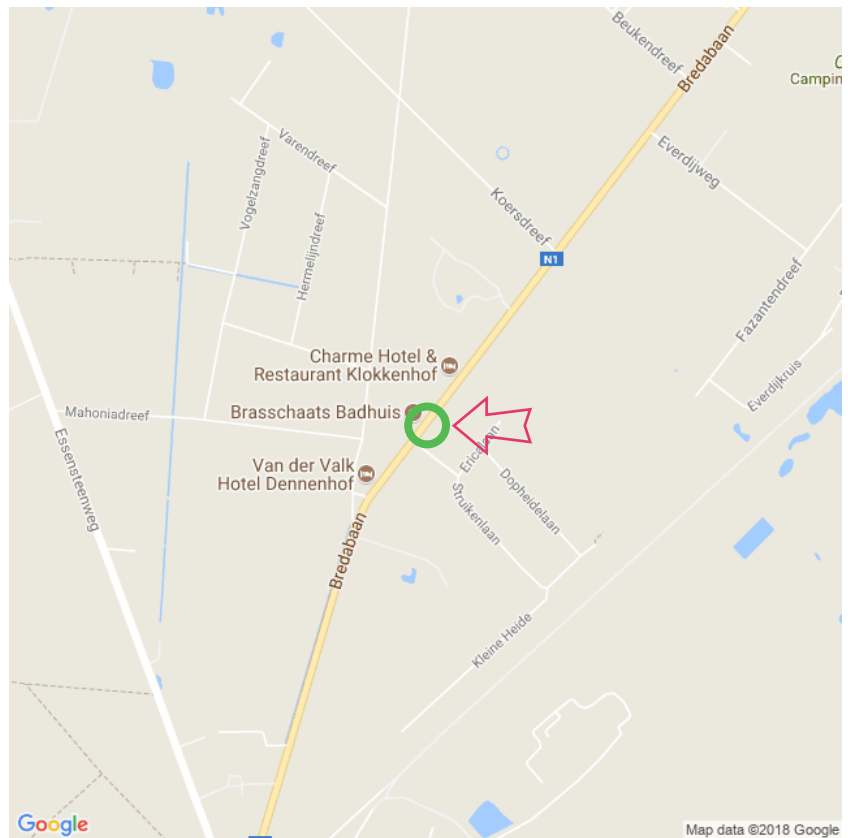 Beukendreef
Bredabaan
Campin
Varendreef
Everdijweg
Vogelzangdreef
Koersdreef
Hermelijndreef
N1
Fazantendreef
Charme Hotel &
Restaurant Klokkenhof
Everdijkruis
Mahoniadreef
Brasschaats Badhuis
Essensteenweg
Ericalaan
Van der Valk
Hotel Dennenhof
Dopheidelaan
Struikenlaan
Bredabaan
Kleine Heide
Google
Map data ©2018 Google